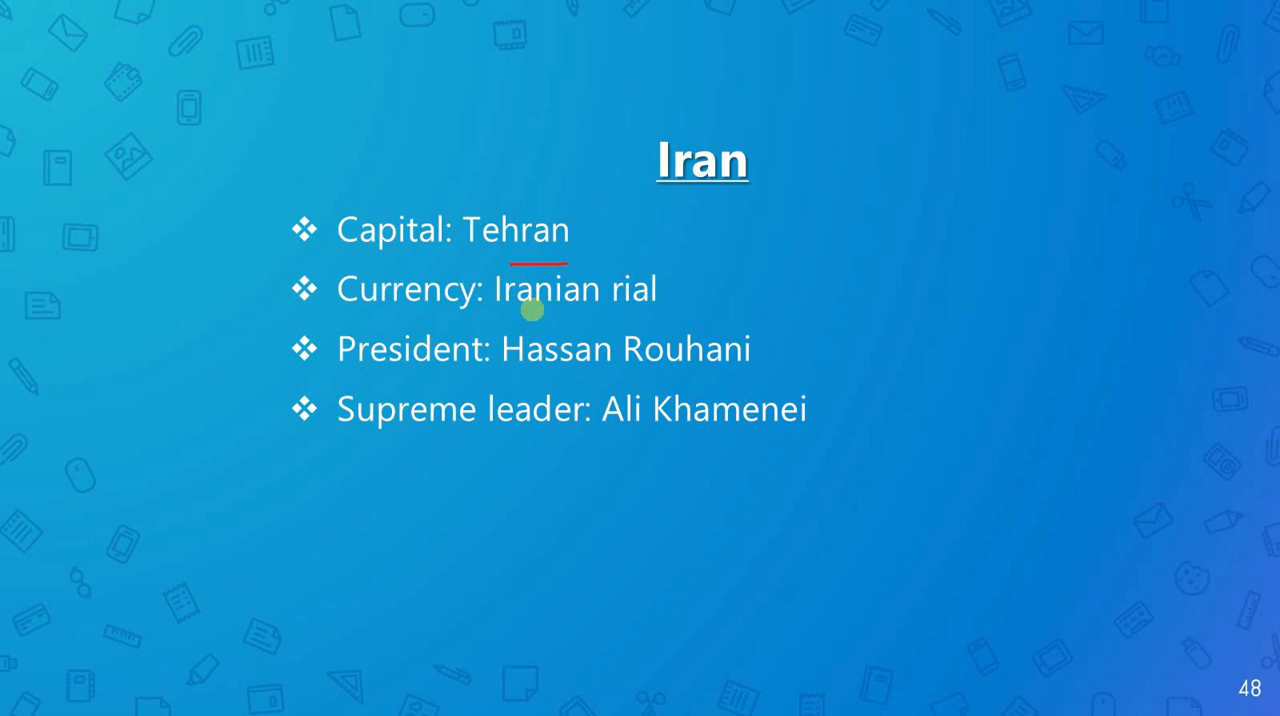 Iran
❖ Capital: Tehran
❖ Currency: Iranian rial
❖ President: Hassan Rouhani
❖ Supreme leader: Ali Khamenei
48